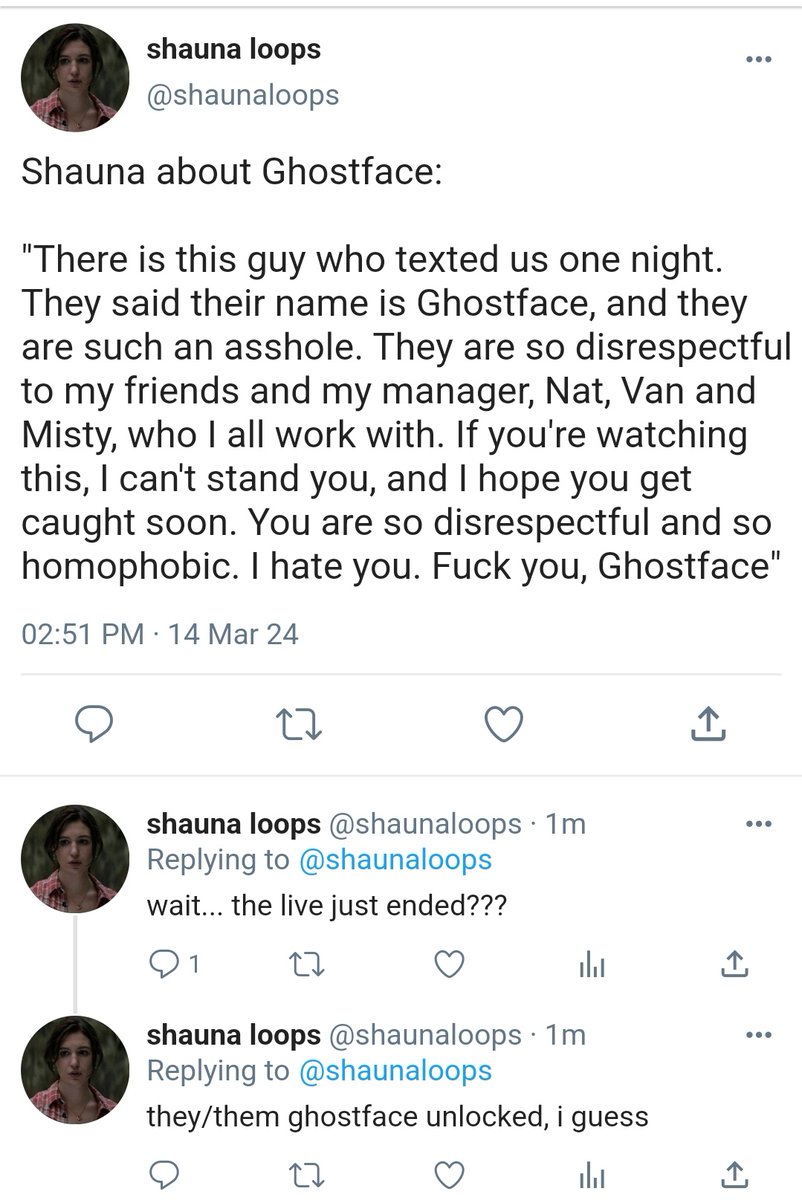 shauna loops
@shaunaloops
Shauna about Ghostface:
"There is this guy who texted us one night.
They said their name is Ghostface, and they
are such an asshole. They are so disrespectful
to my friends and my manager, Nat, Van and
Misty, who I all work with. If you're watching
this, I can't stand you, and I hope you get
caught soon. You are so disrespectful and so
homophobic. I hate you. Fuck you, Ghostface"
02:51 PM · 14 Mar 24
shauna loops @shaunaloops · 1m
Replying to @shaunaloops
wait... the live just ended???
1
shauna loops @shaunaloops · 1m
Replying to @shaunaloops
they/them ghostface unlocked, i guess